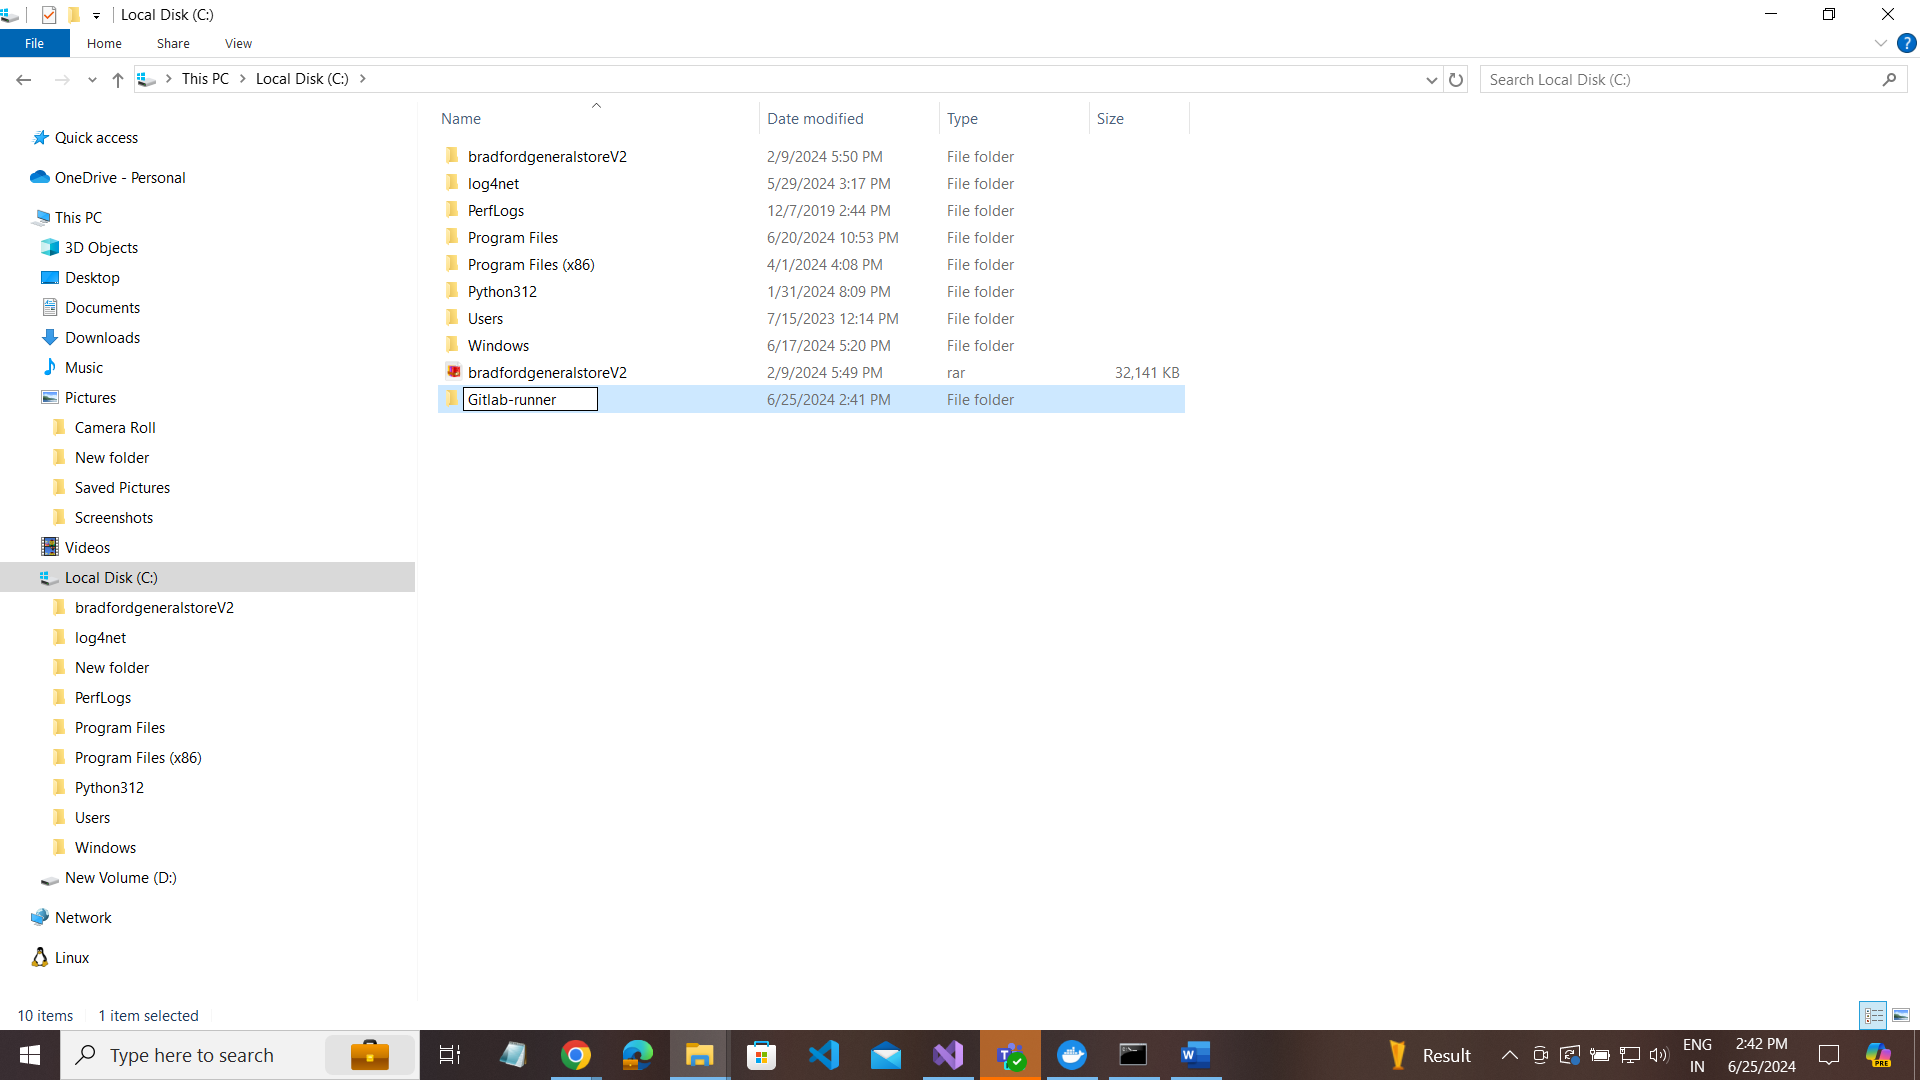 Local Disk (C:)
File Home Share View
This PC Local Disk (C:) Search Local Disk (C:)
Name Date modified Type Size
Quick access
OneDrive - Personal
This PC
3D Objects
Desktop
Documents
Downloads
Music
Pictures
Camera Roll
New folder
Saved Pictures
Screenshots
Videos
Local Disk (C:)
bradfordgeneralstoreV2
log4net
New folder
PerfLogs
Program Files
Program Files (x86)
Python312
Users
Windows
New Volume (D:)
Network
Linux
bradfordgeneralstoreV2 2/9/2024 5:50 PM File folder
log4net 5/29/2024 3:17 PM File folder
PerfLogs 12/7/2019 2:44 PM File folder
Program Files 6/20/2024 10:53 PM File folder
Program Files (x86) 4/1/2024 4:08 PM File folder
Python312 1/31/2024 8:09 PM File folder
Users 7/15/2023 12:14 PM File folder
Windows 6/17/2024 5:20 PM File folder
bradfordgeneralstoreV2 2/9/2024 5:49 PM rar 32,141 KB
Gitlab-runner 6/25/2024 2:41 PM File folder
10 items 1 item selected
Type here to search
Result
ENG
IN
2:42 PM
6/25/2024
PRE